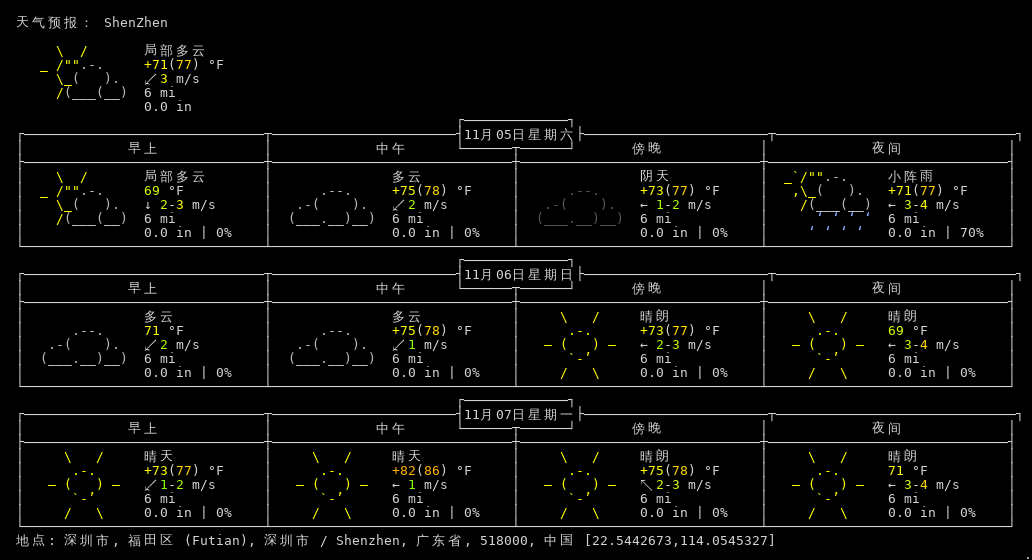 天气预报： ShenZhen
局部多云
+71(77) °F
↙ 3 m/s
6 mi
0.0 in
11月05日星期六
早上 中午 傍晚 夜间
局部多云 多云 阴天 小阵雨
69 °F +75(78) °F +73(77) °F +71(77) °F
↓ 2-3 m/s ↙ 2 m/s ← 1-2 m/s ← 3-4 m/s
6 mi 6 mi 6 mi 6 mi
0.0 in | 0% 0.0 in | 0% 0.0 in | 0% 0.0 in | 70%
11月06日星期日
早上 中午 傍晚 夜间
多云 多云 晴朗 晴朗
71 °F +75(78) °F +73(77) °F 69 °F
↙ 2 m/s ↙ 1 m/s ← 2-3 m/s ← 3-4 m/s
6 mi 6 mi 6 mi 6 mi
0.0 in | 0% 0.0 in | 0% 0.0 in | 0% 0.0 in | 0%
11月07日星期一
早上 中午 傍晚 夜间
晴天 晴天 晴朗 晴朗
+73(77) °F +82(86) °F +75(78) °F 71 °F
↙ 1-2 m/s ← 1 m/s ↖ 2-3 m/s ← 3-4 m/s
6 mi 6 mi 6 mi 6 mi
0.0 in | 0% 0.0 in | 0% 0.0 in | 0% 0.0 in | 0%
地点: 深圳市, 福田区 (Futian), 深圳市 / Shenzhen, 广东省, 518000, 中国 [22.5442673,114.0545327]